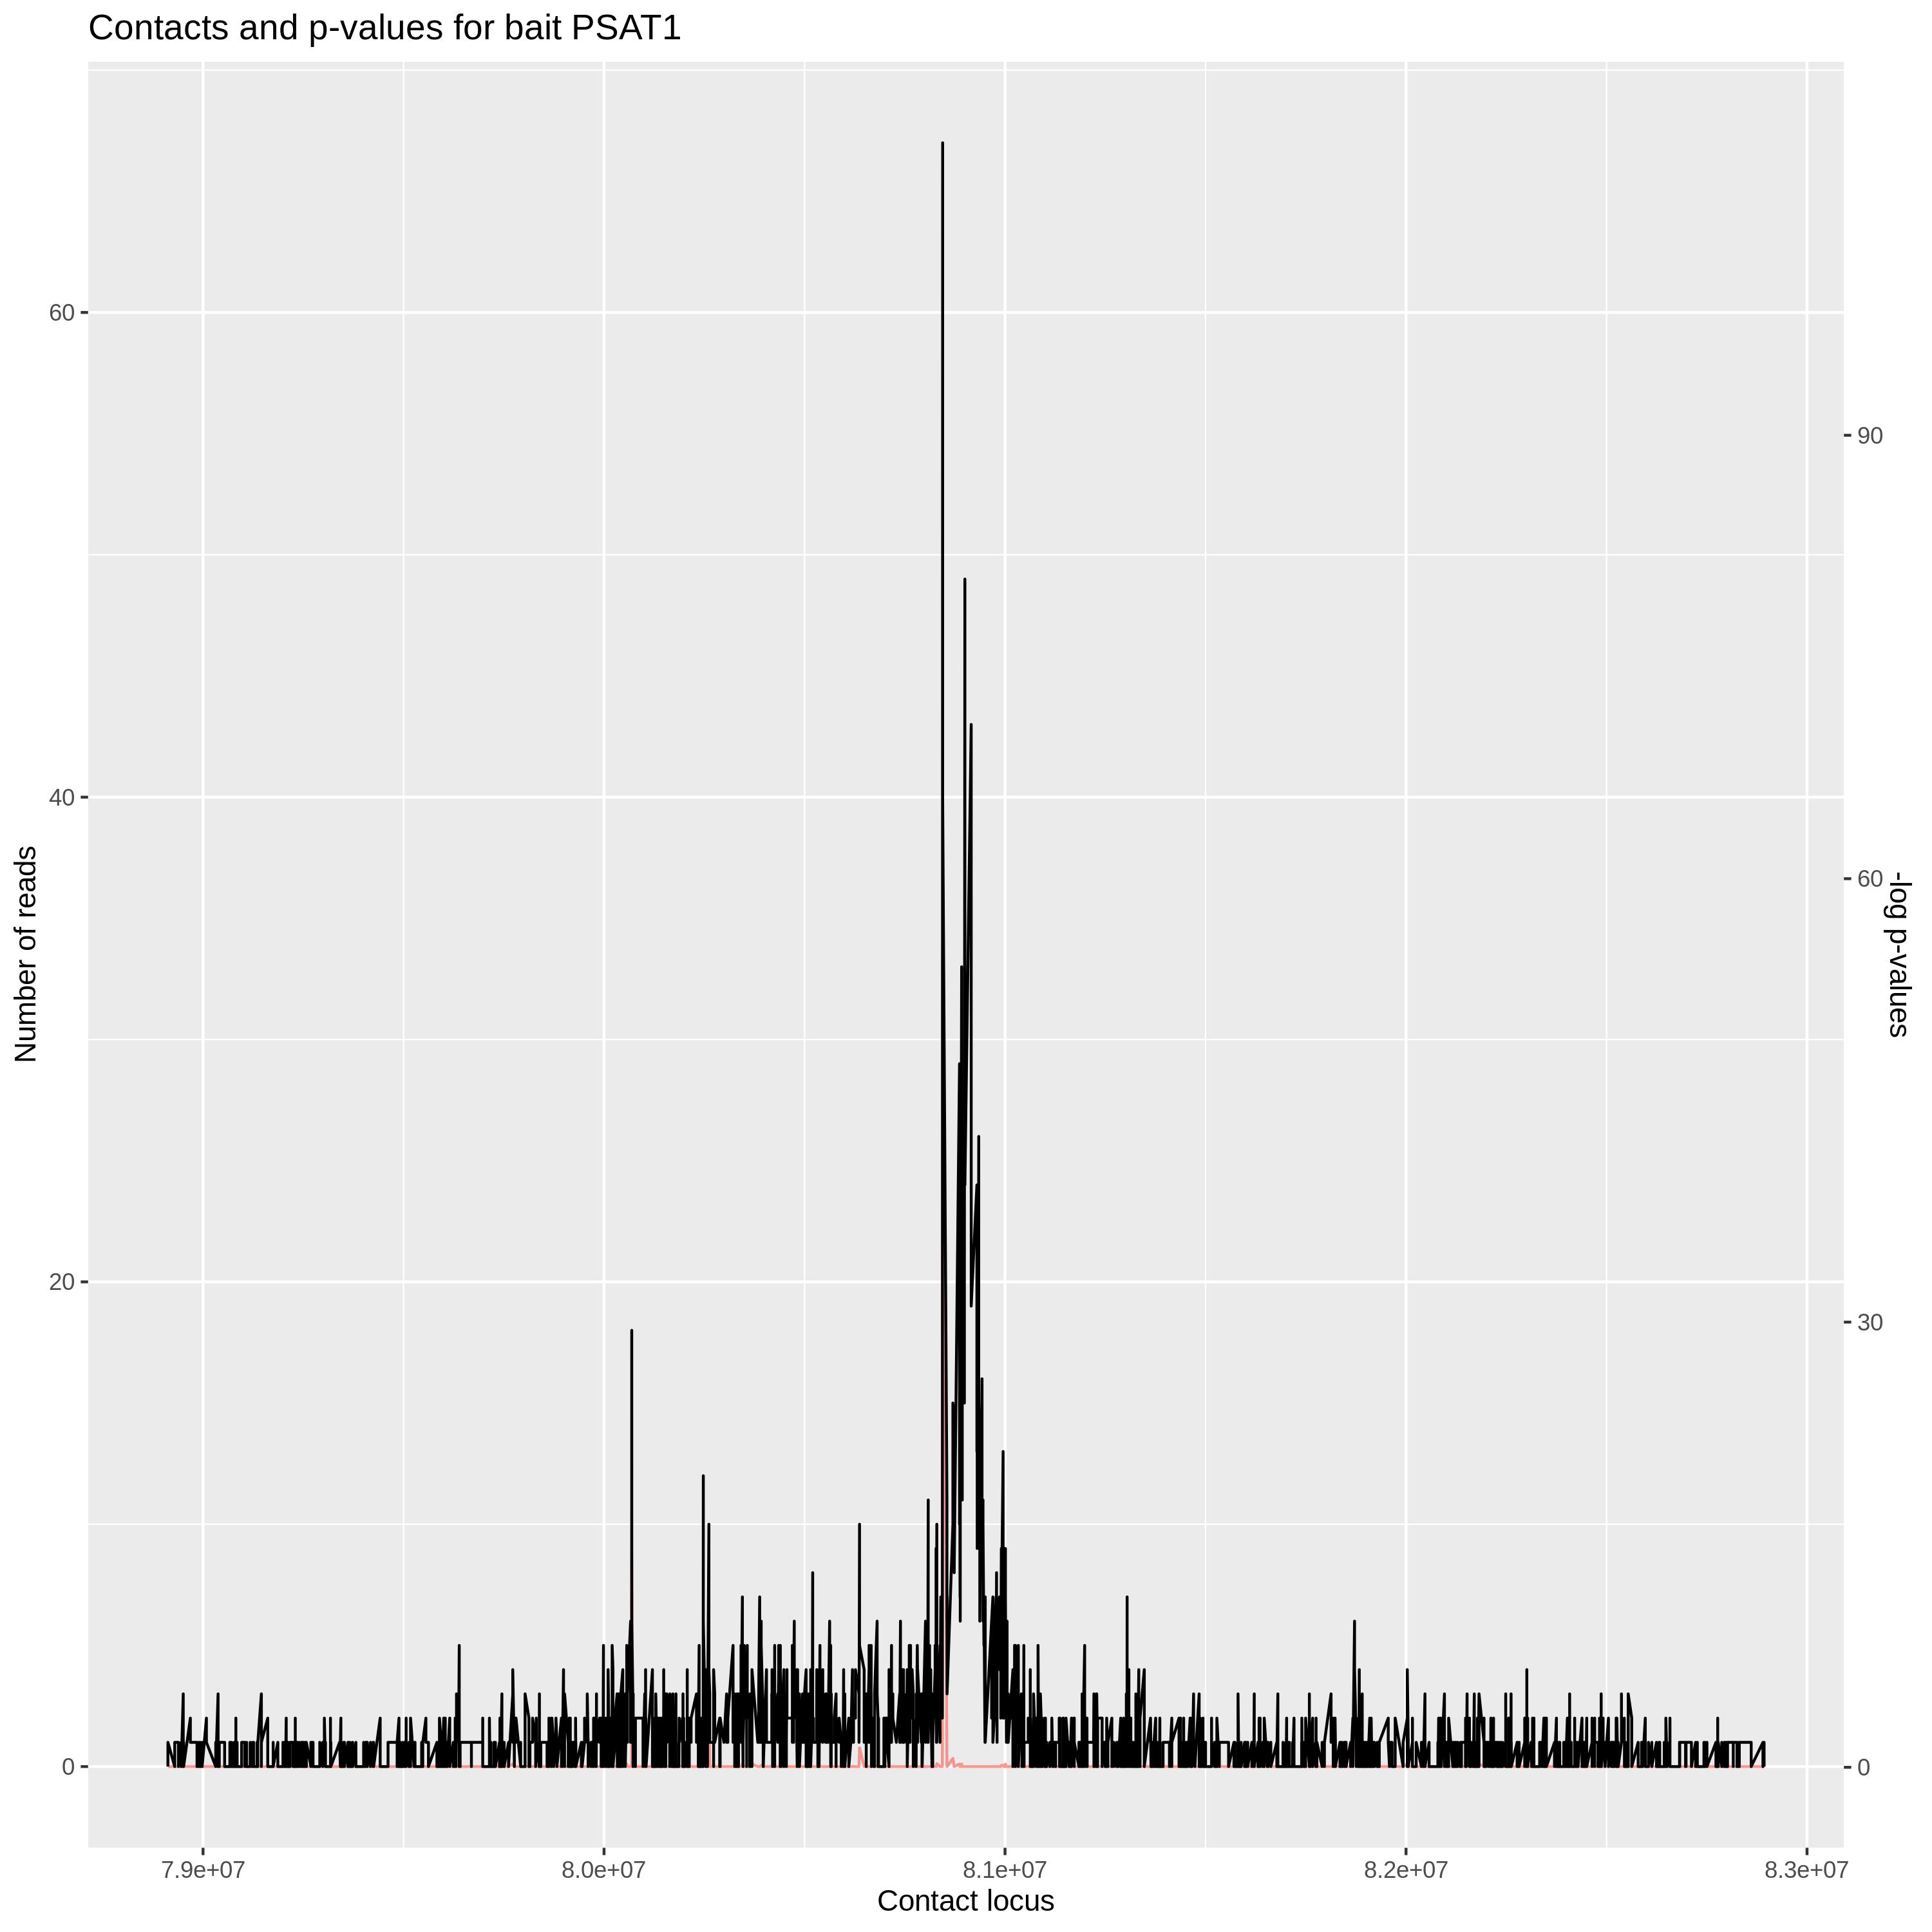 Contacts and p-values for bait PSAT1
60
40
20
0
Number of reads
90
60
30
0
-log p-values
7.9e+07 8.0e+07 8.1e+07 8.2e+07 8.3e+07
Contact locus